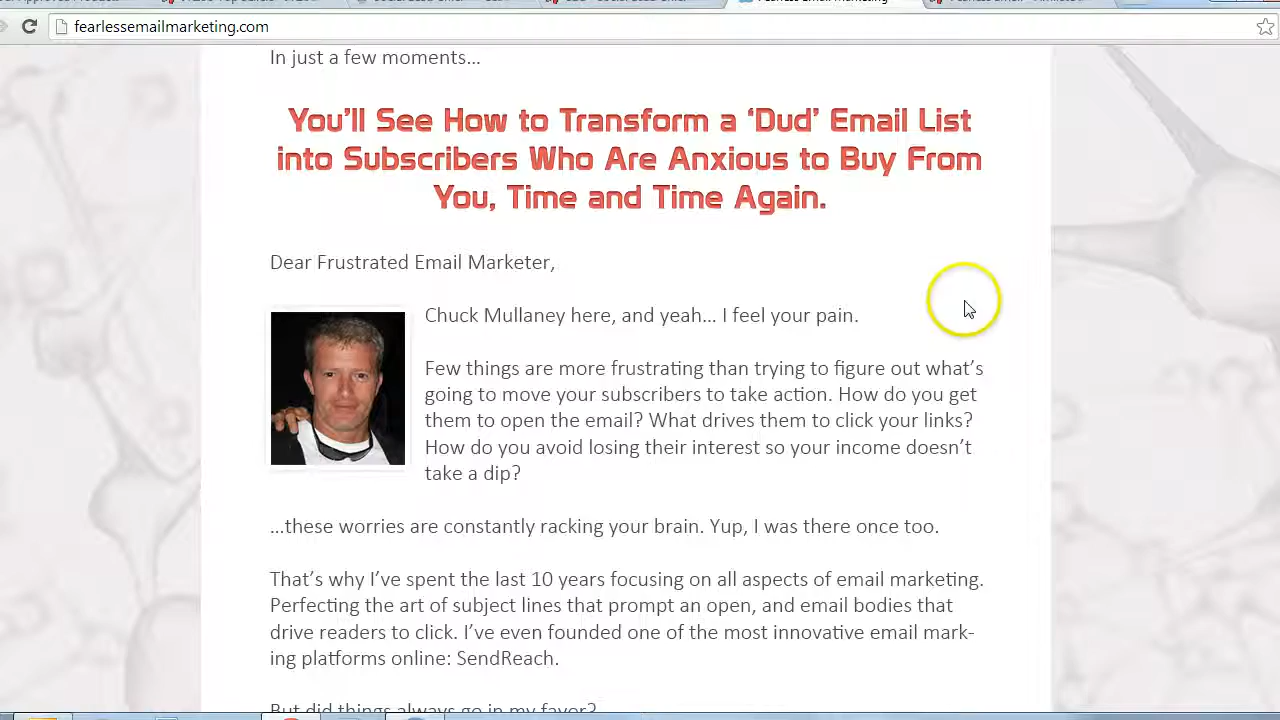 fearlessemailmarketing.com
In just a few moments…
You’ll See How to Transform a ‘Dud’ Email List
into Subscribers Who Are Anxious to Buy From
You, Time and Time Again.
Dear Frustrated Email Marketer,
Chuck Mullaney here, and yeah… I feel your pain.
Few things are more frustrating than trying to figure out what’s
going to move your subscribers to take action. How do you get
them to open the email? What drives them to click your links?
How do you avoid losing their interest so your income doesn’t
take a dip?
…these worries are constantly racking your brain. Yup, I was there once too.
That’s why I’ve spent the last 10 years focusing on all aspects of email marketing.
Perfecting the art of subject lines that prompt an open, and email bodies that
drive readers to click. I’ve even founded one of the most innovative email mark-
ing platforms online: SendReach.
But did things always go in my favor?